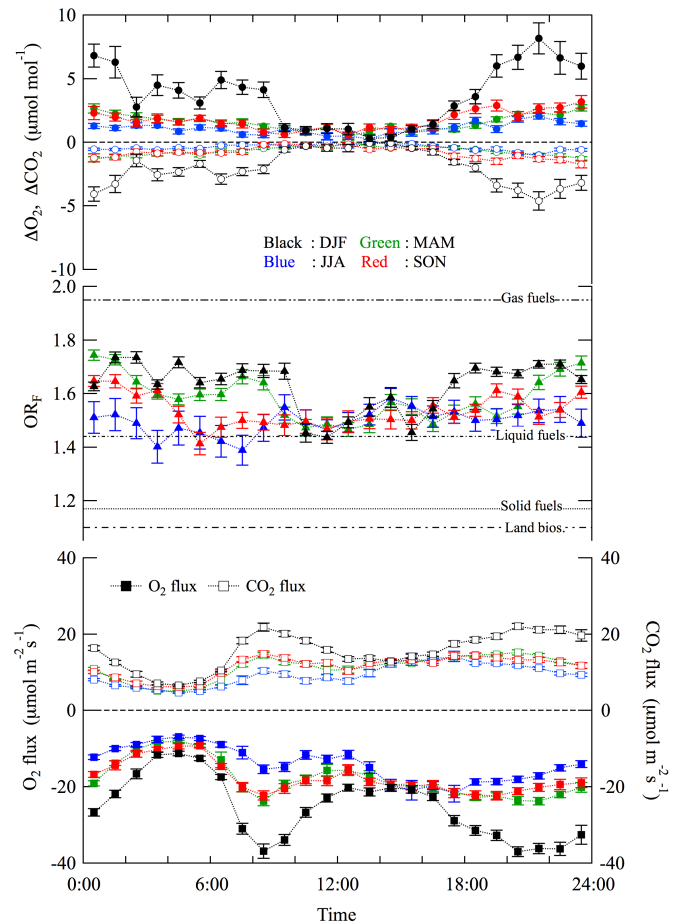 10
5
0
-5
-10
ΔO₂, ΔCO₂ (μmol mol⁻¹)
Black : DJF Green : MAM
Blue : JJA Red : SON
2.0
1.8
1.6
1.4
1.2
OR_F
Gas fuels
Liquid fuels
Solid fuels
Land bios.
40
20
0
-20
-40
O₂ flux (μmol m⁻² s⁻¹)
O₂ flux CO₂ flux
40
20
0
-20
-40
CO₂ flux (μmol m⁻² s⁻¹)
0:00 6:00 12:00 18:00 24:00
Time